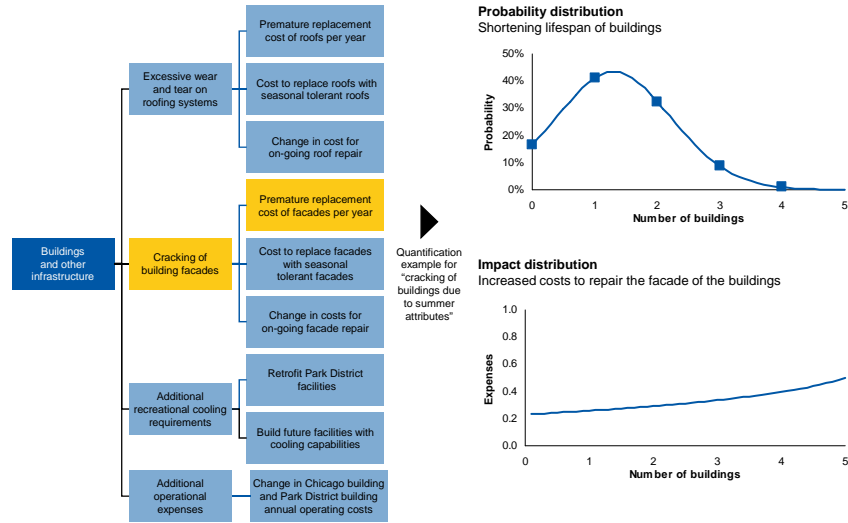 Buildings
and other
infrastructure
Excessive wear
and tear on
roofing systems
Premature replacement
cost of roofs per year
Cost to replace roofs with
seasonal tolerant roofs
Change in cost for
on-going roof repair
Cracking of
building facades
Premature replacement
cost of facades per year
Cost to replace facades
with seasonal
tolerant facades
Change in costs for
on-going facade repair
Additional
recreational cooling
requirements
Retrofit Park District
facilities
Build future facilities with
cooling capabilities
Additional
operational
expenses
Change in Chicago building
and Park District building
annual operating costs
Quantification
example for
“cracking of
buildings due
to summer
attributes”
Probability distribution
Shortening lifespan of buildings
Probability
50%
40%
30%
20%
10%
0%
0 1 2 3 4 5
Number of buildings
Impact distribution
Increased costs to repair the facade of the buildings
Expenses
1.0
0.8
0.6
0.4
0.2
0.0
0 1 2 3 4 5
Number of buildings